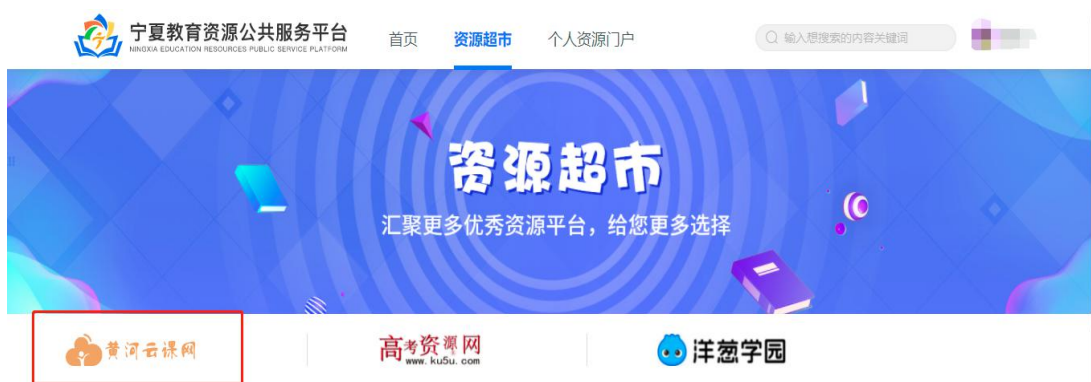 宁夏教育资源公共服务平台
NINGXIA EDUCATION RESOURCES PUBLIC SERVICE PLATFORM
首页 资源超市 个人资源门户
输入想搜索的内容关键词
资源超市
汇聚更多优秀资源平台，给您更多选择
黄河云课网
高考资源网
www.ku5u.com
洋葱学园